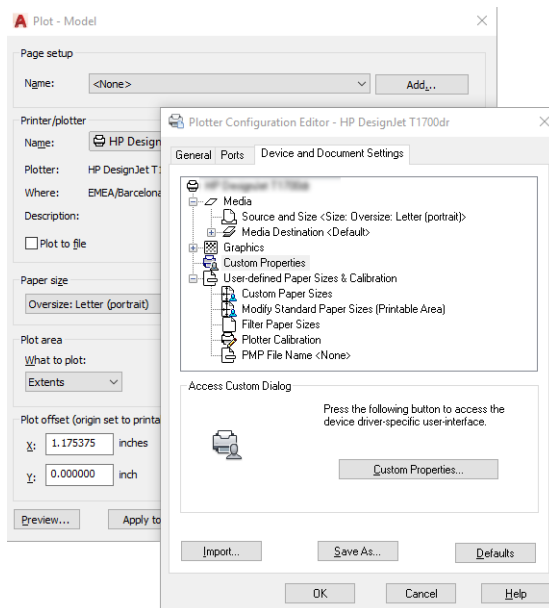 Plot - Model
Page setup
Name:
<None>
Add...
Printer/plotter
Name:
HP Design
Plotter:
HP DesignJet T
Where:
EMEA/Barcelona
Description:
Plot to file
Paper size
Oversize: Letter (portrait)
Plot area
What to plot:
Extents
Plot offset (origin set to printa
X:
1.175375
inches
Y:
0.000000
inch
Preview...
Apply to
Plotter Configuration Editor - HP DesignJet T1700dr
General
Ports
Device and Document Settings
Media
Source and Size <Size: Oversize: Letter (portrait)>
Media Destination <Default>
Graphics
Custom Properties
User-defined Paper Sizes & Calibration
Custom Paper Sizes
Modify Standard Paper Sizes (Printable Area)
Filter Paper Sizes
Plotter Calibration
PMP File Name <None>
Access Custom Dialog
Press the following button to access the
device driver-specific user-interface.
Custom Properties...
Import...
Save As...
Defaults
OK
Cancel
Help